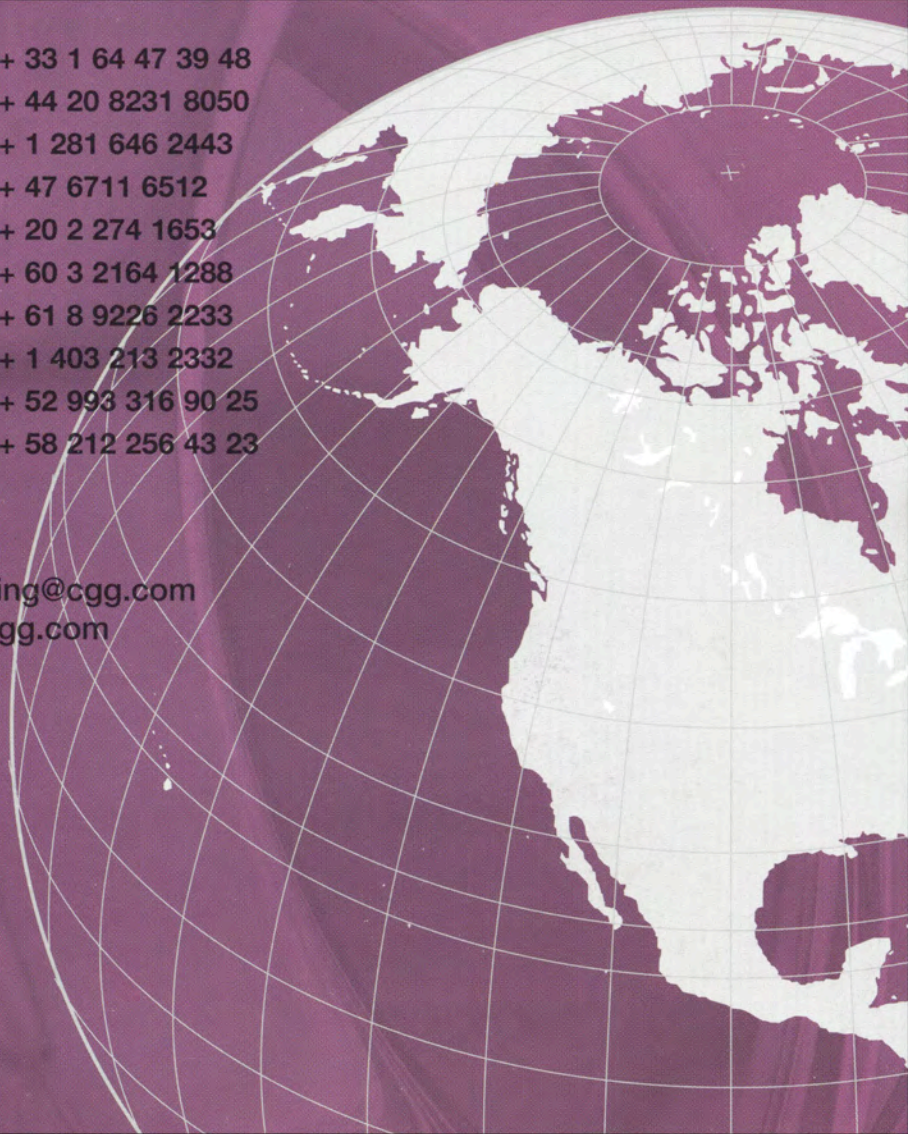 + 33 1 64 47 39 48
+ 44 20 8231 8050
+ 1 281 646 2443
+ 47 6711 6512
+ 20 2 274 1653
+ 60 3 2164 1288
+ 61 8 9226 2233
+ 1 403 213 2332
+ 52 993 316 90 25
+ 58 212 256 43 23
ing@cgg.com
gg.com